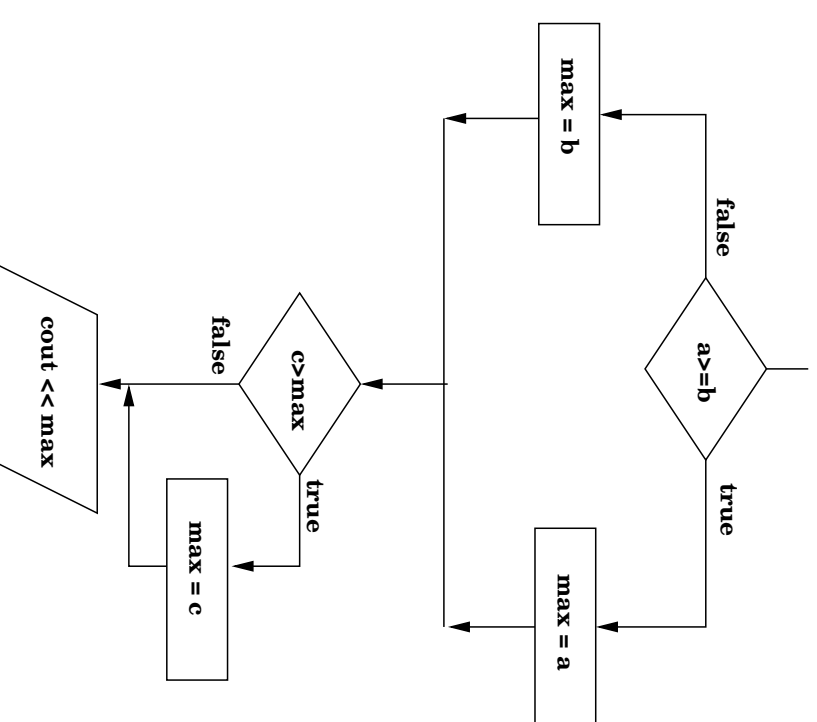 a>=b
false
true
max = b
max = a
c>max
true
false
max = c
cout << max